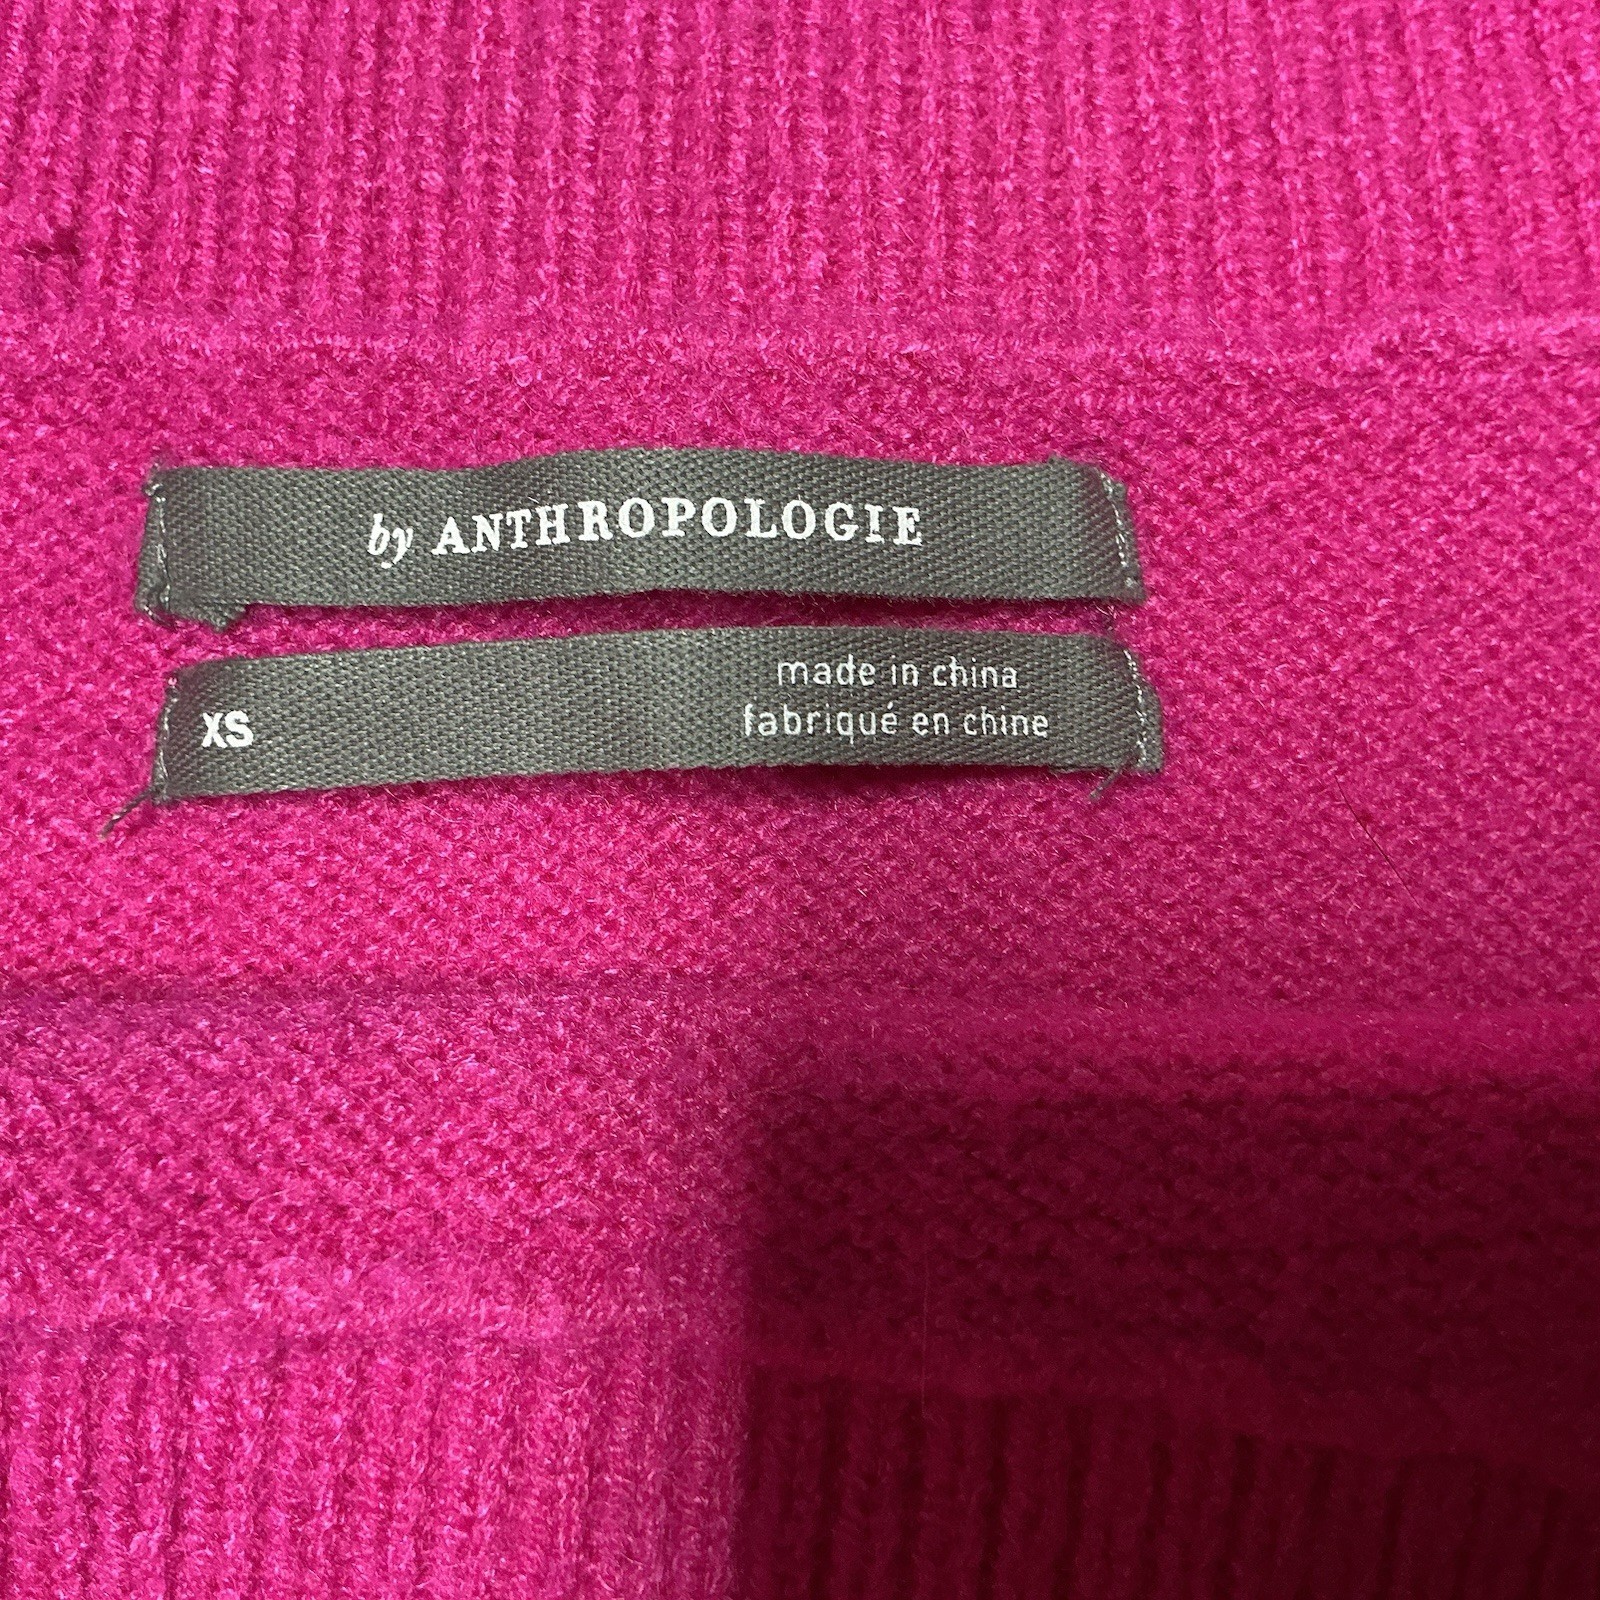 by ANTHROPOLOGIE
XS
made in china
fabriqué en chine